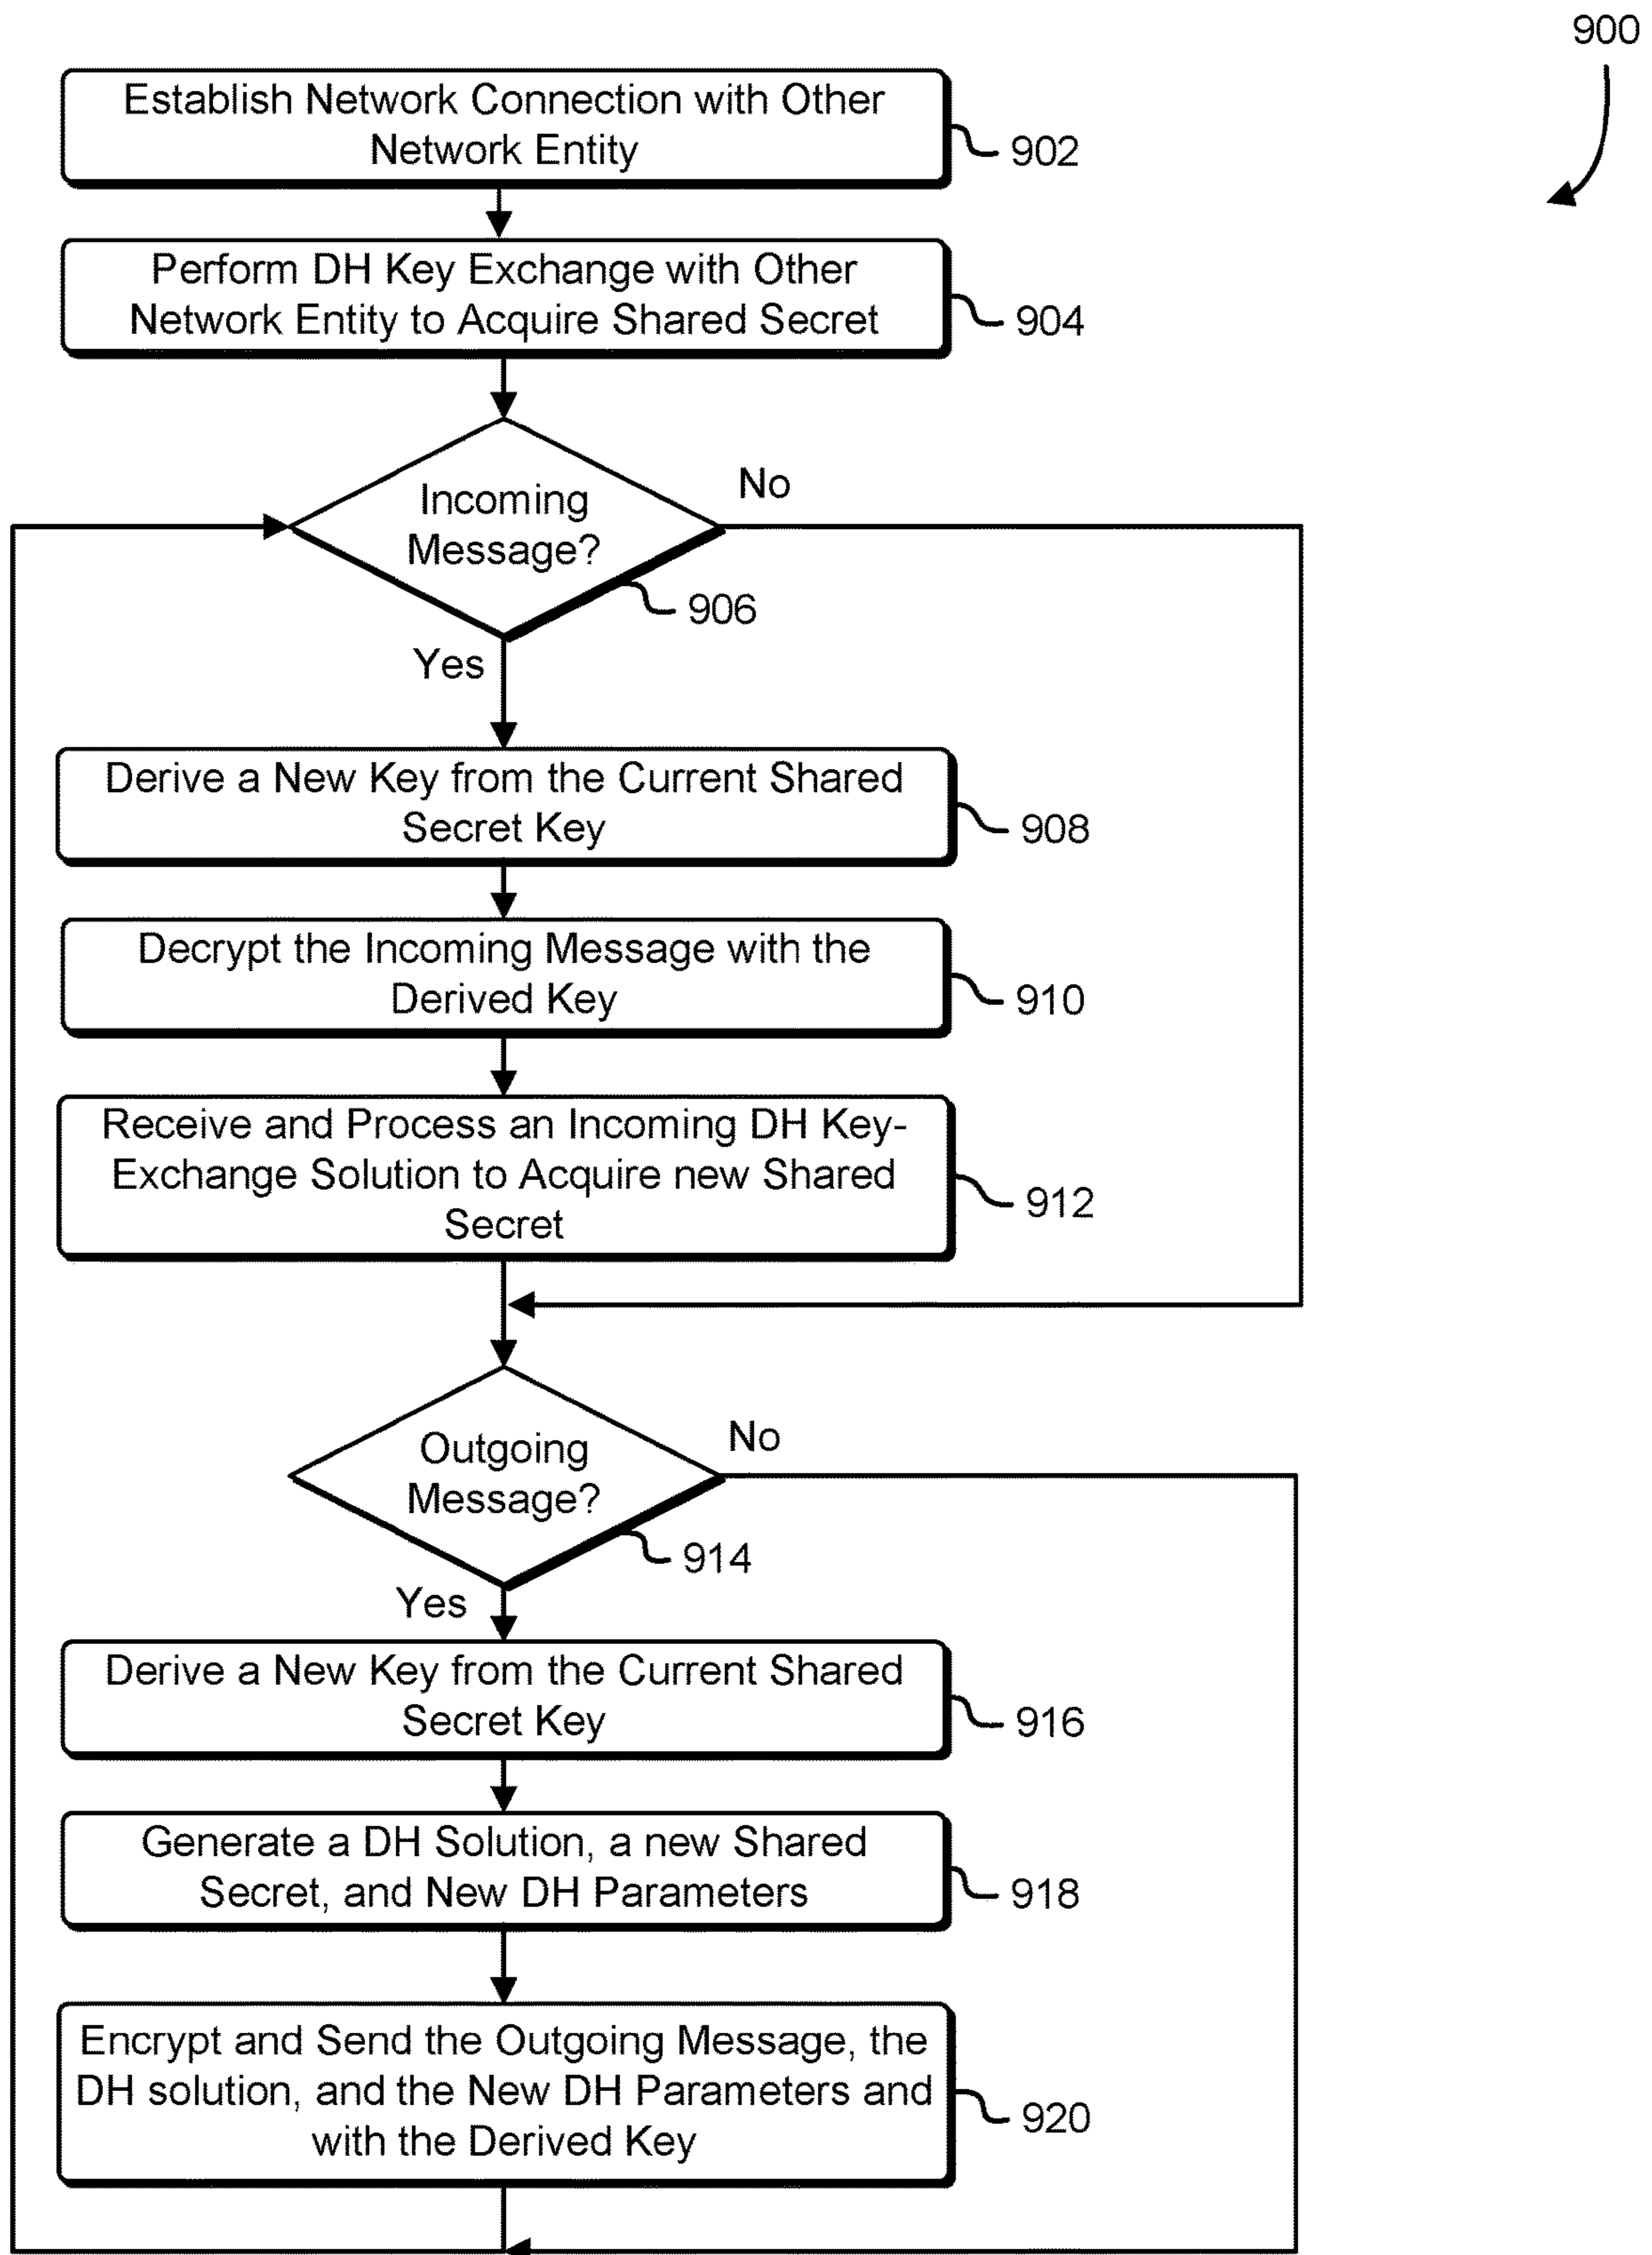 900
Establish Network Connection with Other
Network Entity
902
Perform DH Key Exchange with Other
Network Entity to Acquire Shared Secret
904
Incoming
Message?
No
906
Yes
Derive a New Key from the Current Shared
Secret Key
908
Decrypt the Incoming Message with the
Derived Key
910
Receive and Process an Incoming DH Key-
Exchange Solution to Acquire new Shared
Secret
912
Outgoing
Message?
No
914
Yes
Derive a New Key from the Current Shared
Secret Key
916
Generate a DH Solution, a new Shared
Secret, and New DH Parameters
918
Encrypt and Send the Outgoing Message, the
DH solution, and the New DH Parameters and
with the Derived Key
920